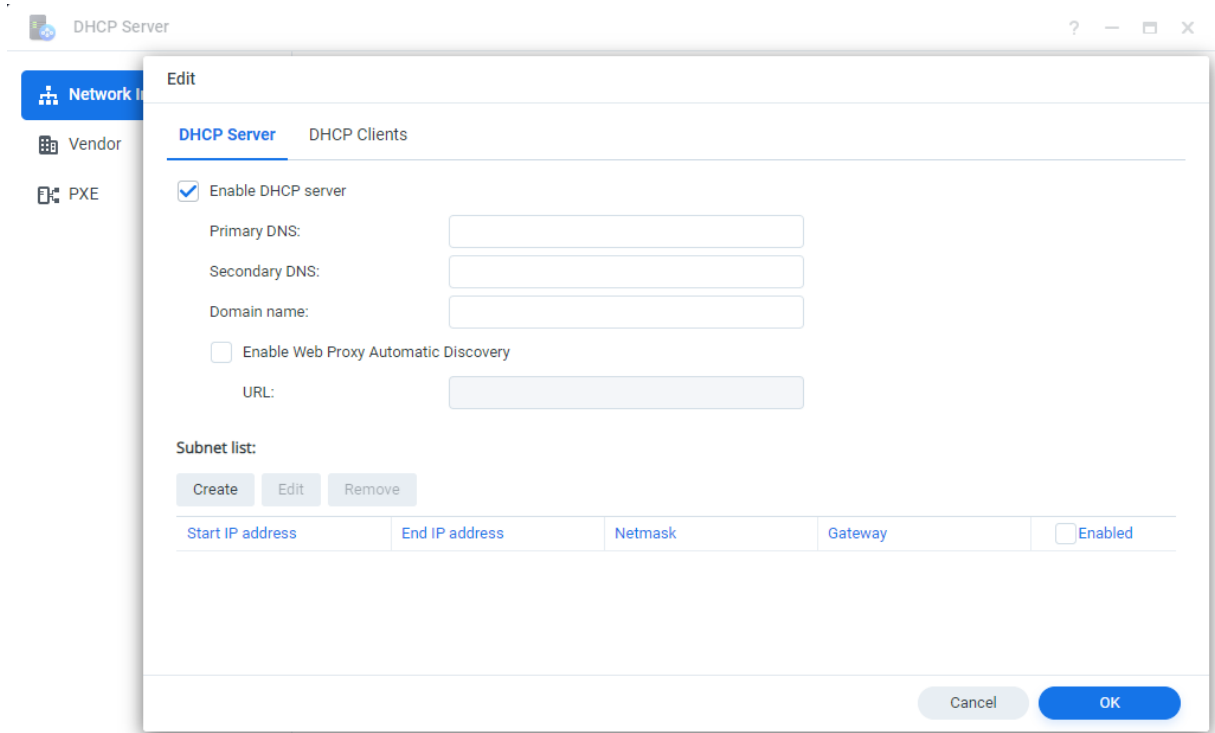 DHCP Server
?
Edit
Network I
Vendor
PXE
DHCP Server DHCP Clients
Enable DHCP server
Primary DNS:
Secondary DNS:
Domain name:
Enable Web Proxy Automatic Discovery
URL:
Subnet list:
Create Edit Remove
Start IP address End IP address Netmask Gateway Enabled
Cancel OK